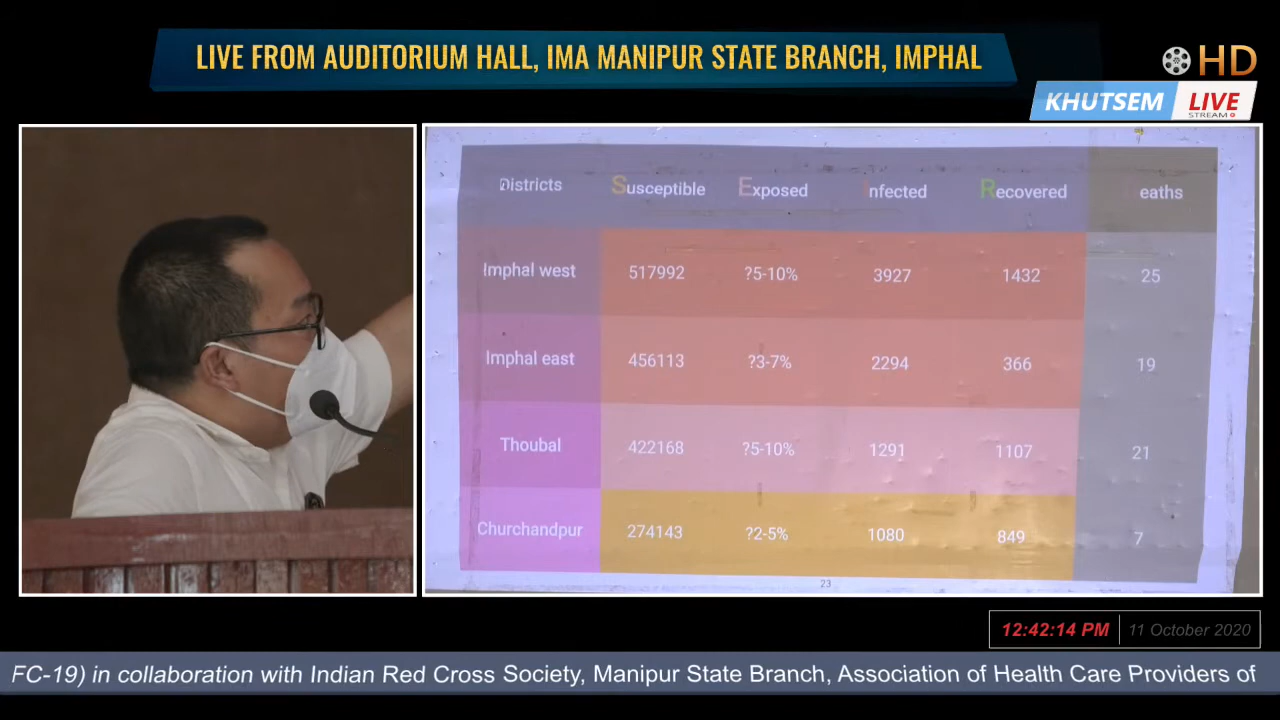 LIVE FROM AUDITORIUM HALL, IMA MANIPUR STATE BRANCH, IMPHAL
HD
KHUTSEM LIVE
STREAM
Districts Susceptible Exposed Infected Recovered eaths
Imphal west 517992 ?5-10% 3927 1432 25
Imphal east 456113 ?3-7% 2294 366 19
Thoubal 422168 ?5-10% 1291 1107 21
Churchandpur 274143 ?2-5% 1080 849 7
23
12:42:14 PM 11 October 2020
FC-19) in collaboration with Indian Red Cross Society, Manipur State Branch, Association of Health Care Providers of